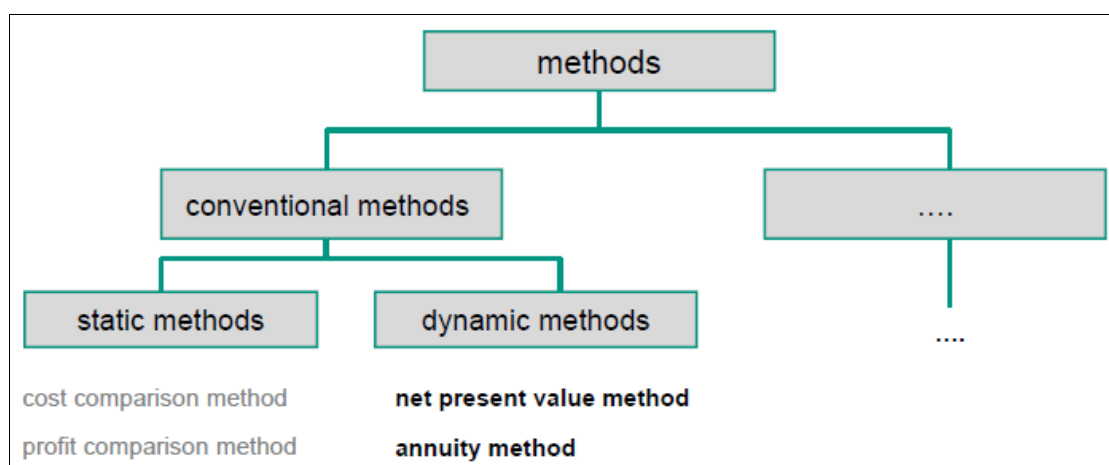 methods
conventional methods
....
static methods
dynamic methods
....
cost comparison method
net present value method
profit comparison method
annuity method